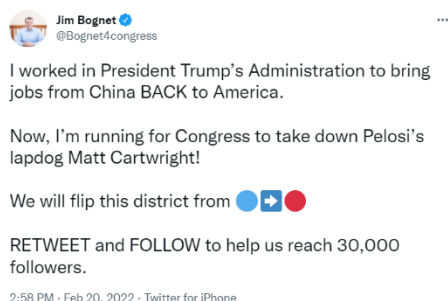 Jim Bognet
@Bognet4congress
I worked in President Trump's Administration to bring
jobs from China BACK to America.
Now, I'm running for Congress to take down Pelosi's
lapdog Matt Cartwright!
We will flip this district from 🔵➡️🔴
RETWEET and FOLLOW to help us reach 30,000
followers.
2:58 PM · Feb 20, 2022 · Twitter for iPhone